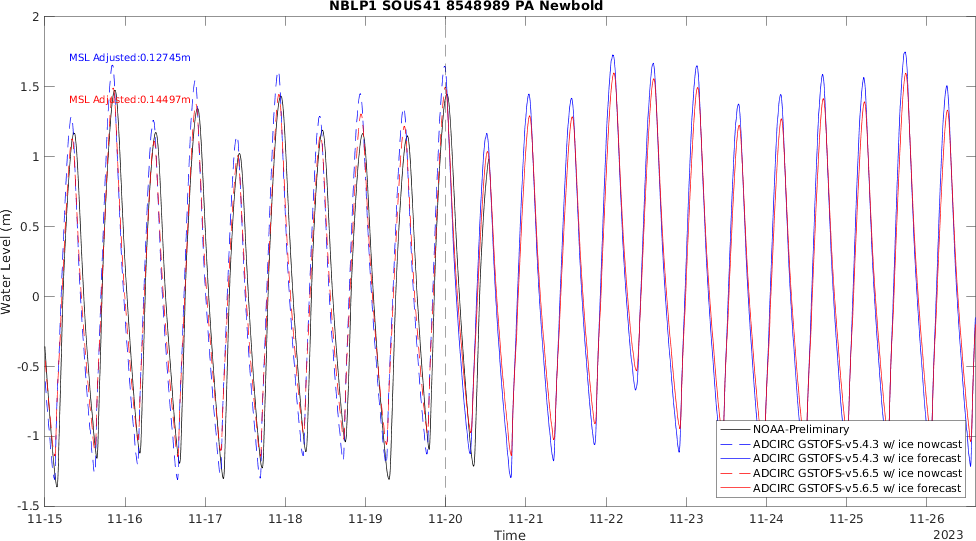 NBLP1 SOUS41 8548989 PA Newbold
MSL Adjusted:0.12745m
MSL Adjusted:0.14497m
Water Level (m)
2
1.5
1
0.5
0
-0.5
-1
-1.5
NOAA-Preliminary
ADCIRC GSTOFS-v5.4.3 w/ ice nowcast
ADCIRC GSTOFS-v5.4.3 w/ ice forecast
ADCIRC GSTOFS-v5.6.5 w/ ice nowcast
ADCIRC GSTOFS-v5.6.5 w/ ice forecast
11-15 11-16 11-17 11-18 11-19 11-20 11-21 11-22 11-23 11-24 11-25 11-26
Time
2023